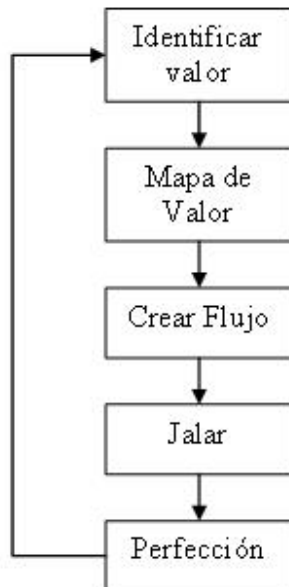 Identificar
valor
Mapa de
Valor
Crear Flujo
Jalar
Perfección